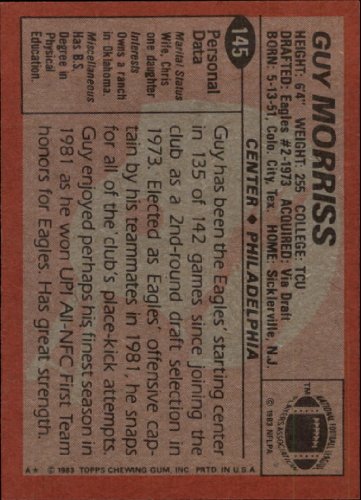 145
GUY MORRISS
HEIGHT: 6'4" WEIGHT: 255 COLLEGE: TCU
DRAFTED: Eagles #2-1973 ACQUIRED: Via Draft
BORN: 5-13-51, Colo. City, Tex. HOME: Sicklerville, N.J.
CENTER ♦ PHILADELPHIA
NATIONAL FOOTBALL LEAGUE
PLAYERS ASSOCIATION
TM
© 1983 NFLPA
Personal
Data
Marital Status
Wife, Chris
one daughter
Interests
Owns a ranch
in Oklahoma.
Miscellaneous
Has B.S.
Degree in
Physical
Education.
Guy has been the Eagles' starting center
in 135 of 142 games since joining the
club as a 2nd-round draft selection in
1973. Elected as Eagles' offensive cap-
tain by his teammates in 1981, he snaps
for all of the club's place-kick attempts.
Guy enjoyed perhaps his finest season in
1981 as he won UPI All-NFC First Team
honors for Eagles. Has great strength.
A* © 1983 TOPPS CHEWING GUM, INC. PRTD. IN U.S.A.